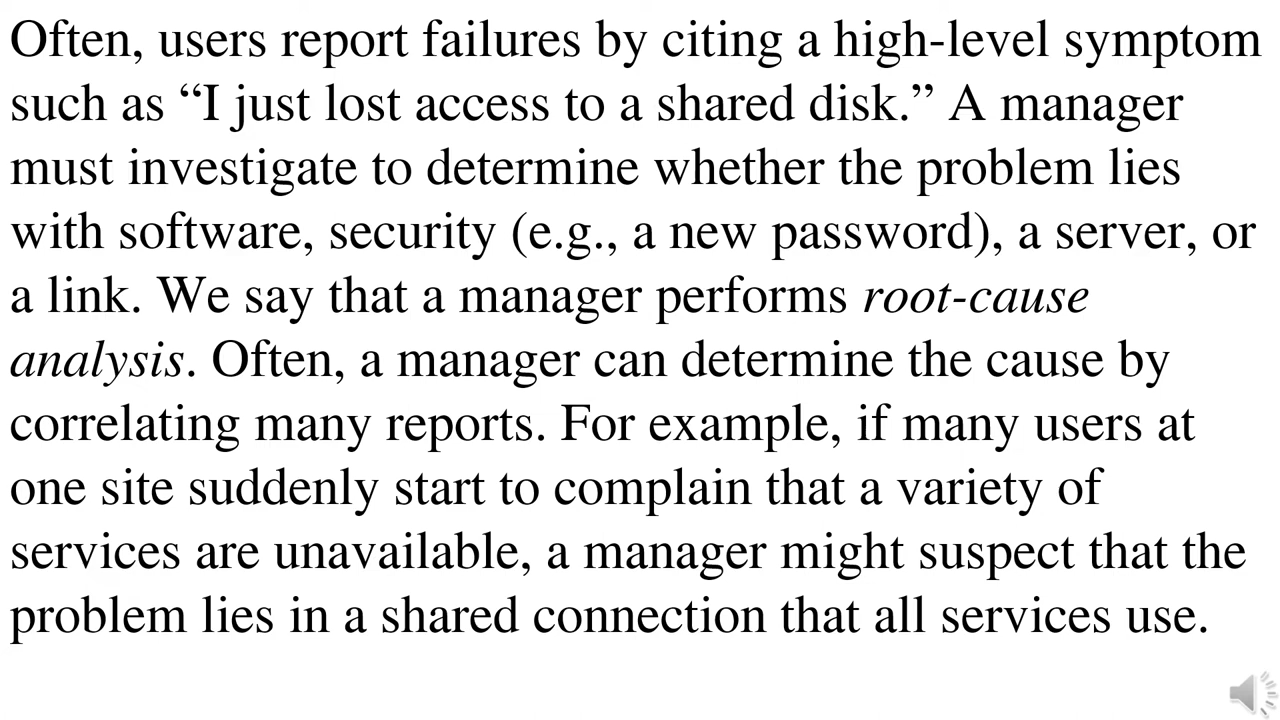 Often, users report failures by citing a high-level symptom
such as “I just lost access to a shared disk.” A manager
must investigate to determine whether the problem lies
with software, security (e.g., a new password), a server, or
a link. We say that a manager performs root-cause
analysis. Often, a manager can determine the cause by
correlating many reports. For example, if many users at
one site suddenly start to complain that a variety of
services are unavailable, a manager might suspect that the
problem lies in a shared connection that all services use.